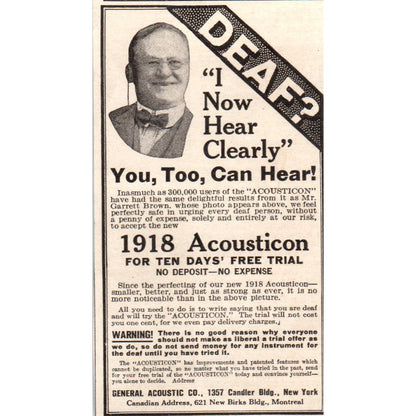 DEAF?
"I
Now
Hear
Clearly"
You, Too, Can Hear!
Inasmuch as 300,000 users of the "ACOUSTICON"
have had the same delightful results from it as Mr.
Garrett Brown, whose photo appears above, we feel
perfectly safe in urging every deaf person, without
a penny of expense, solely and entirely at our risk,
to accept the new
1918 Acousticon
FOR TEN DAYS' FREE TRIAL
NO DEPOSIT—NO EXPENSE
Since the perfecting of our new 1918 Acousticon—
smaller, better, and just as strong as ever, it is no
more noticeable than in the above picture.
All you need to do is to write saying that you are deaf
and will try the "ACOUSTICON." The trial will not cost
you one cent, for we even pay delivery charges.
WARNING! There is no good reason why everyone
should not make as liberal a trial offer as
we do, so do not send money for any instrument for
the deaf until you have tried it.
The "ACOUSTICON" has improvements and patented features which
cannot be duplicated, so no matter what you have tried in the past, send
for your free trial of the "ACOUSTICON" today and convince yourself—
you alone to decide. Address
GENERAL ACOUSTIC CO., 1357 Candler Bldg., New York
Canadian Address, 621 New Birks Bldg., Montreal